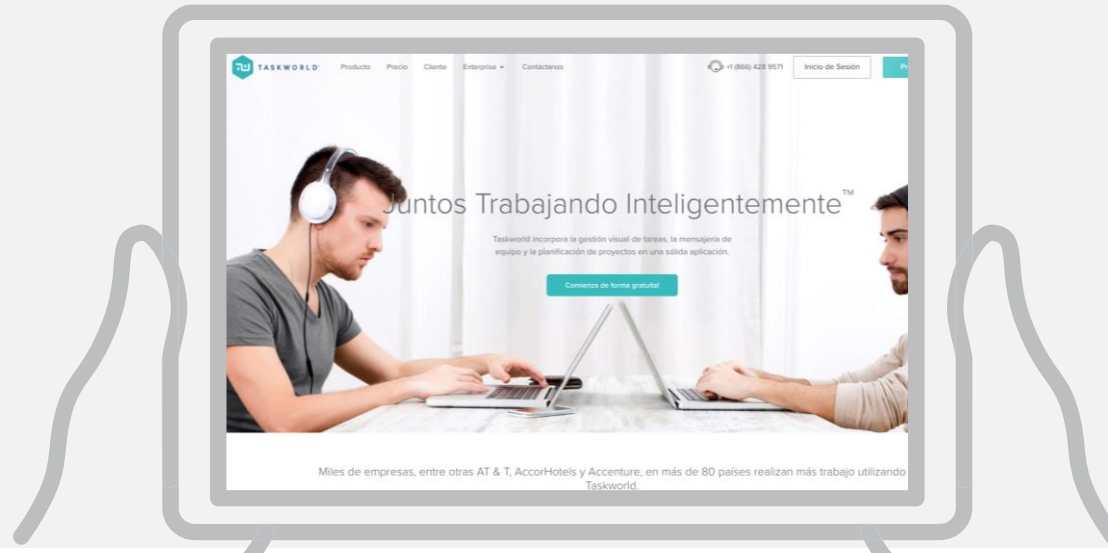 TASKWORLD
Producto Precio Cliente Enterprise Contáctanos
+1 (866) 428 9571 Inicio de Sesión
Juntos Trabajando Inteligentemente™
Taskworld incorpora la gestión visual de tareas, la mensajería de
equipo y la planificación de proyectos en una sólida aplicación.
Comienza de forma gratuita!
Miles de empresas, entre otras AT & T, AccorHotels y Accenture, en más de 80 países realizan más trabajo utilizando
Taskworld.